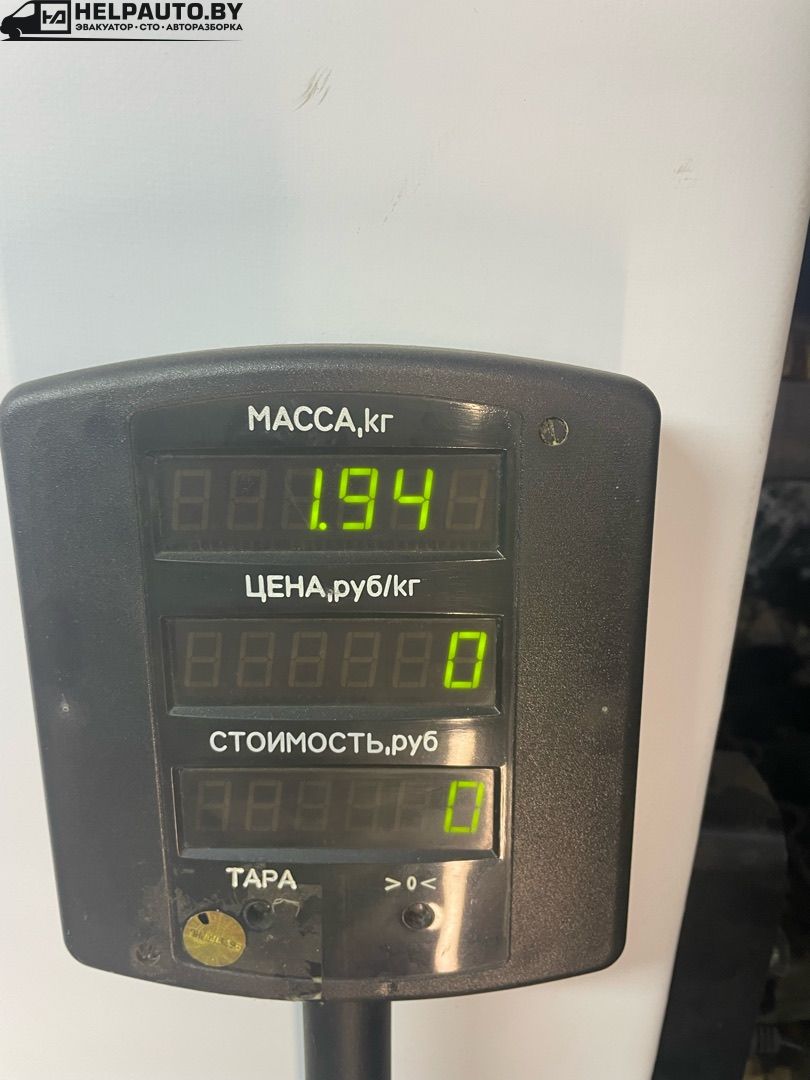 HELPAUTO.BY
ЭВАКУАТОР·СТО·АВТОРАЗБОРКА
МАССА,кг
1.94
ЦЕНА,руб/кг
0
СТОИМОСТЬ,руб
0
ТАРА >0<